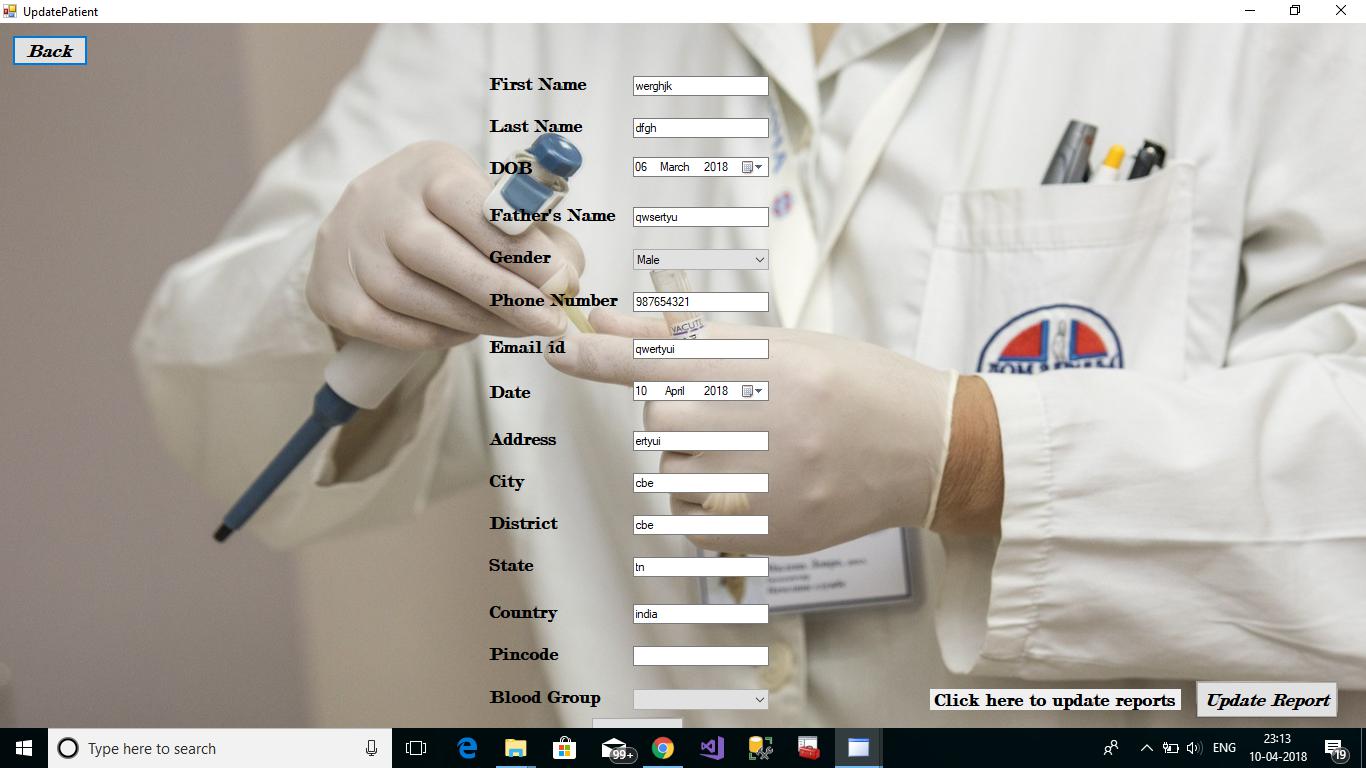 UpdatePatient
Back
First Name werghjk
Last Name dfgh
DOB 06 March 2018
Father's Name qwsertyu
Gender Male
Phone Number 987654321
VACUTE
Email id qwertyui
Date 10 April 2018
Address ertyui
City cbe
District cbe
State tn
Country india
Pincode
Blood Group
Click here to update reports Update Report
Type here to search
99+
ENG
23:13
10-04-2018
19